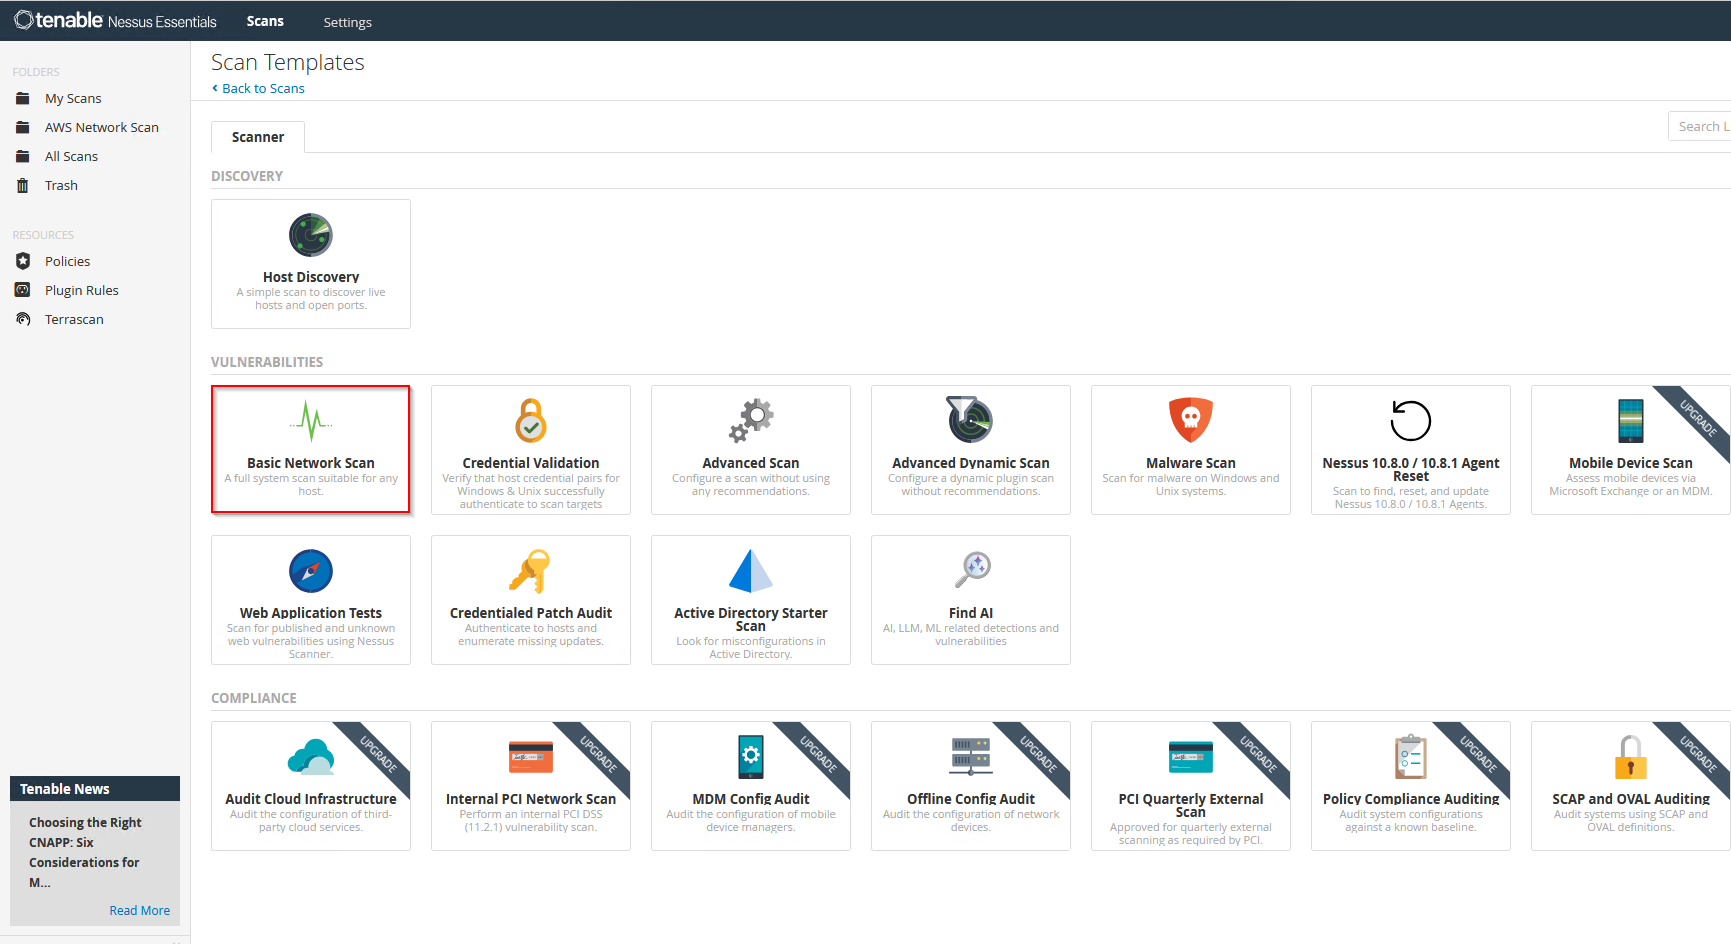 tenable Nessus Essentials
Scans
Settings
FOLDERS
My Scans
AWS Network Scan
All Scans
Trash
RESOURCES
Policies
Plugin Rules
Terrascan
Tenable News
Choosing the Right
CNAPP: Six
Considerations for
M...
Read More
Scan Templates
Back to Scans
Scanner
Search L
DISCOVERY
Host Discovery
A simple scan to discover live
hosts and open ports.
VULNERABILITIES
Basic Network Scan
A full system scan suitable for any
host.
Credential Validation
Verify that host credential pairs for
Windows & Unix successfully
authenticate to scan targets
Advanced Scan
Configure a scan without using
any recommendations.
Advanced Dynamic Scan
Configure a dynamic plugin scan
without recommendations.
Malware Scan
Scan for malware on Windows and
Unix systems.
Nessus 10.8.0 / 10.8.1 Agent
Reset
Scan to find, reset, and update
Nessus 10.8.0 / 10.8.1 Agents.
UPGRADE
Mobile Device Scan
Assess mobile devices via
Microsoft Exchange or an MDM.
Web Application Tests
Scan for published and unknown
web vulnerabilities using Nessus
Scanner.
Credentialed Patch Audit
Authenticate to hosts and
enumerate missing updates.
Active Directory Starter
Scan
Look for misconfigurations in
Active Directory.
Find AI
AI, LLM, ML related detections and
vulnerabilities
COMPLIANCE
UPGRADE
Audit Cloud Infrastructure
Audit the configuration of third-
party cloud services.
UPGRADE
Internal PCI Network Scan
Perform an internal PCI DSS
(11.2.1) vulnerability scan.
UPGRADE
MDM Config Audit
Audit the configuration of mobile
device managers.
UPGRADE
Offline Config Audit
Audit the configuration of network
devices.
UPGRADE
PCI Quarterly External
Scan
Approved for quarterly external
scanning as required by PCI.
UPGRADE
Policy Compliance Auditing
Audit system configurations
against a known baseline.
UPGRADE
SCAP and OVAL Auditing
Audit systems using SCAP and
OVAL definitions.